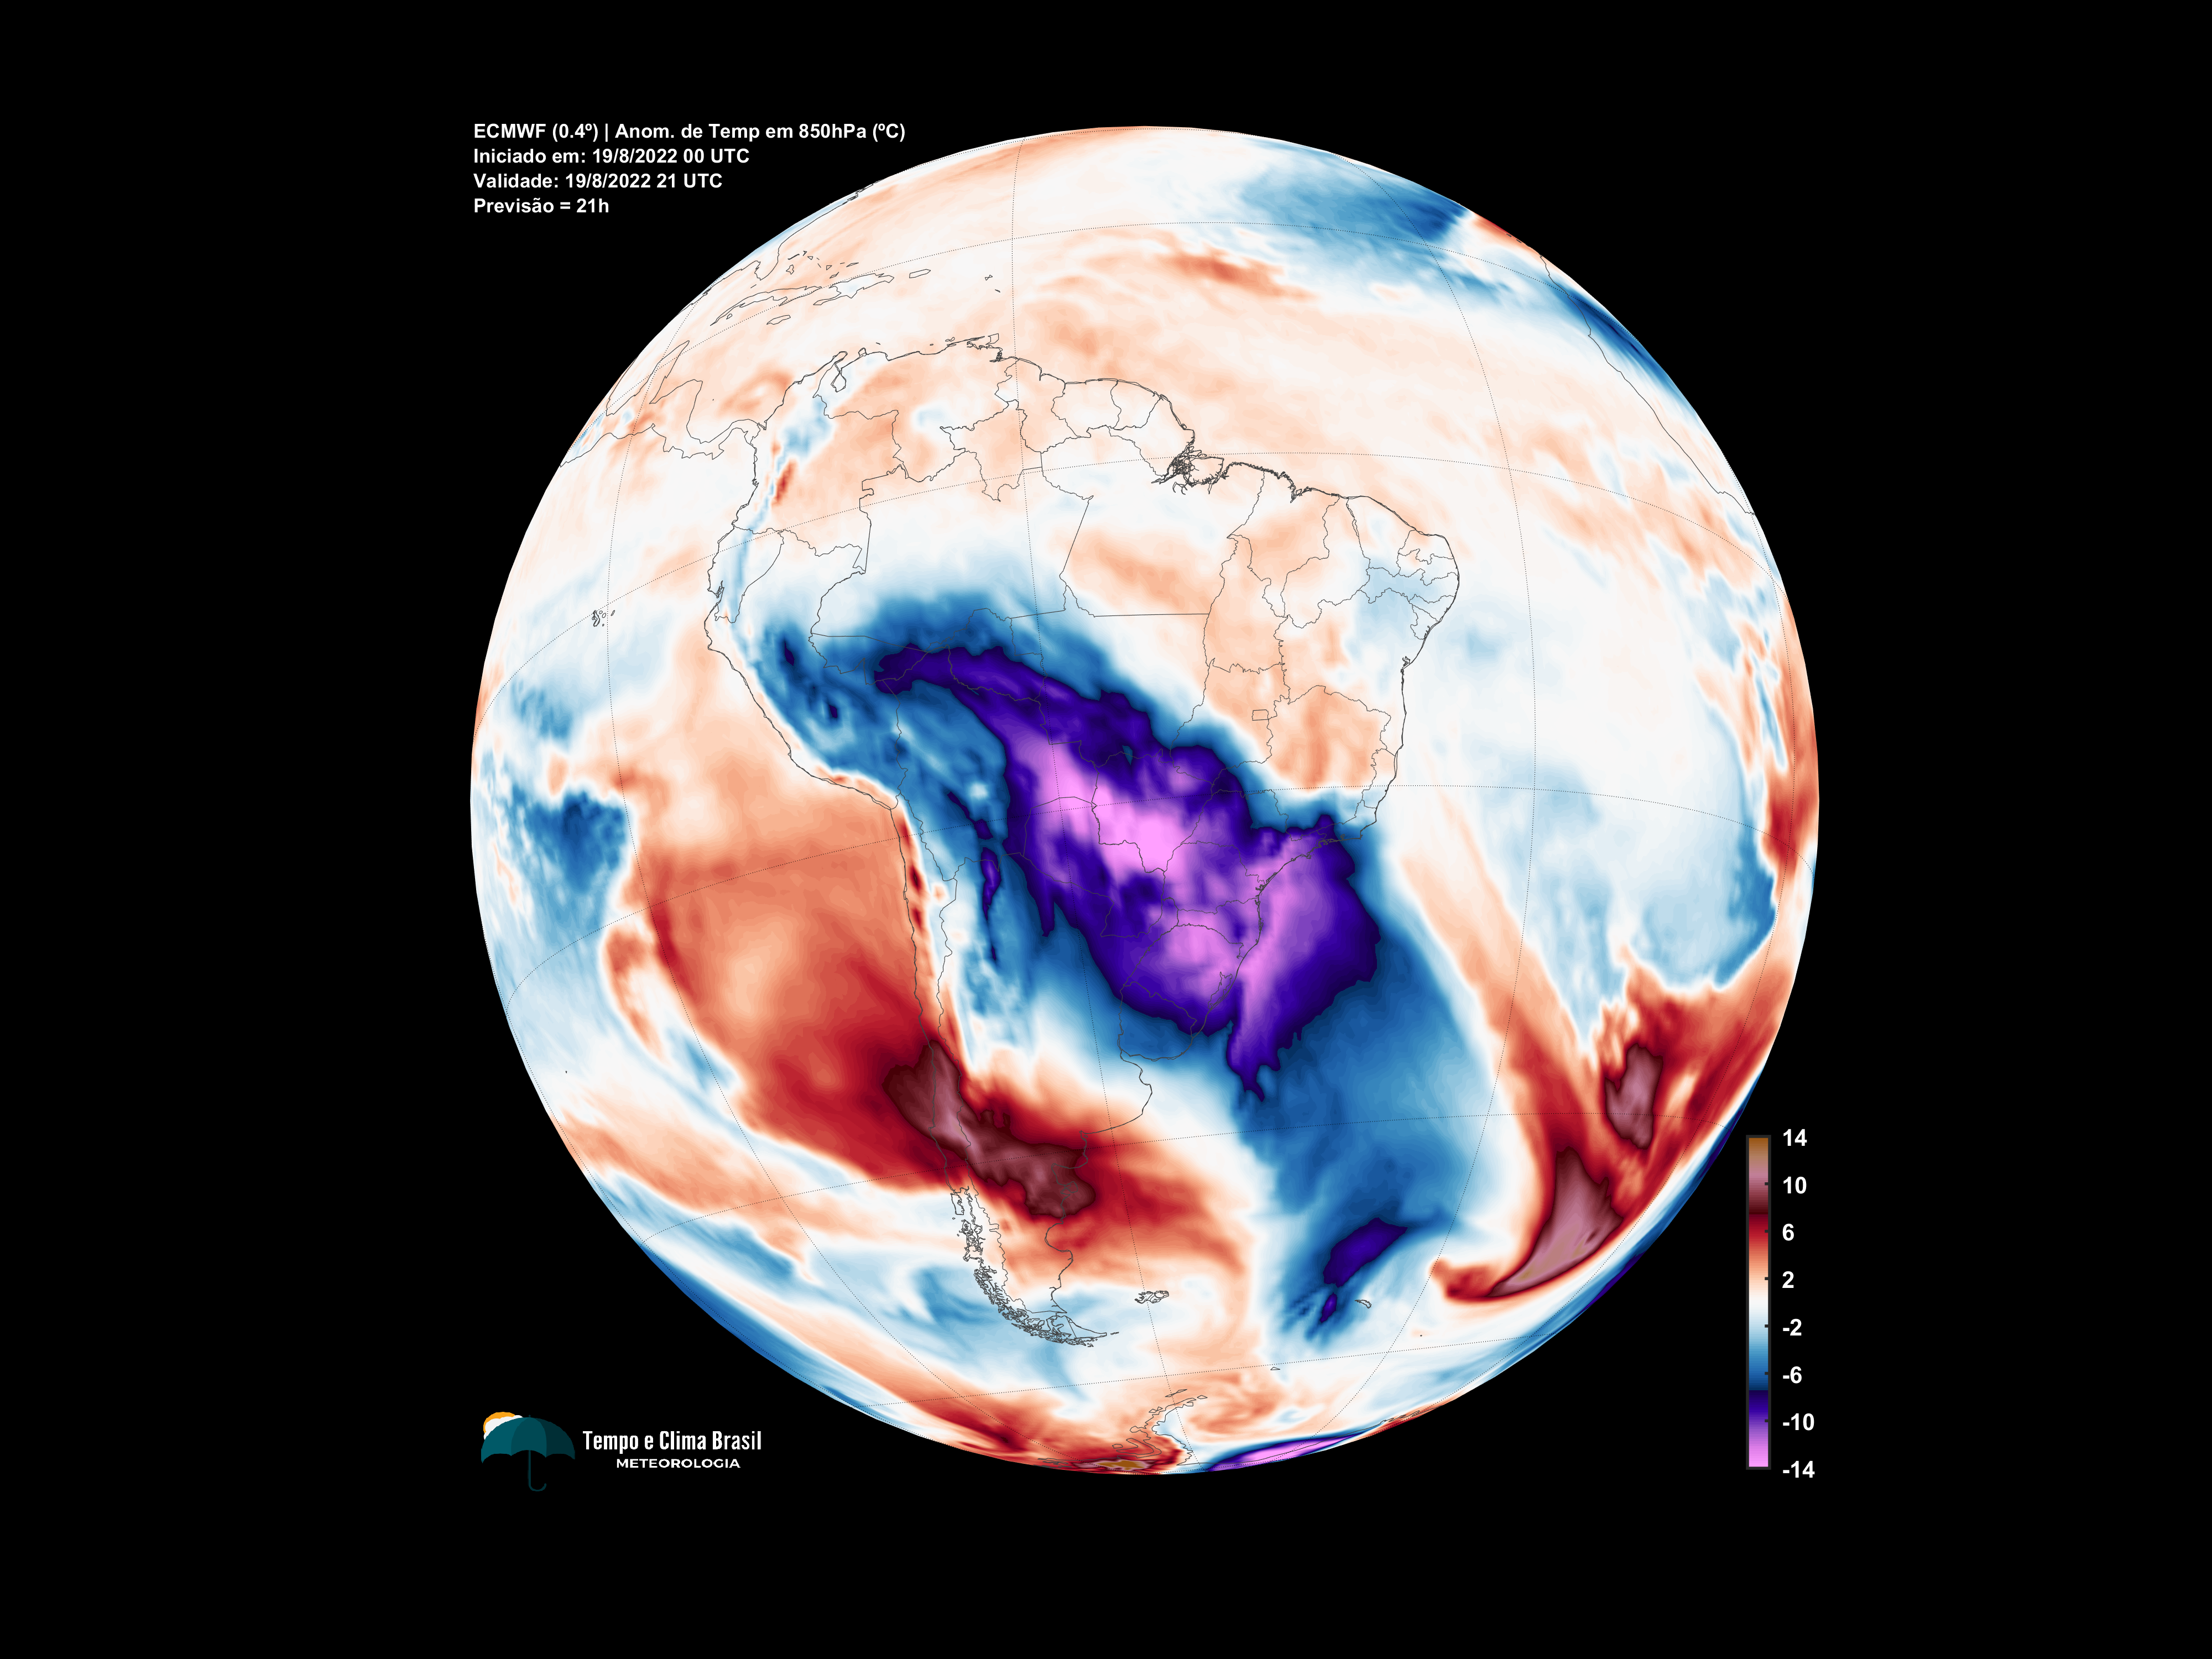 ECMWF (0.4º) | Anom. de Temp em 850hPa (ºC)
Iniciado em: 19/8/2022 00 UTC
Validade: 19/8/2022 21 UTC
Previsão = 21h
14
10
6
2
-2
-6
-10
-14
Tempo e Clima Brasil
METEOROLOGIA